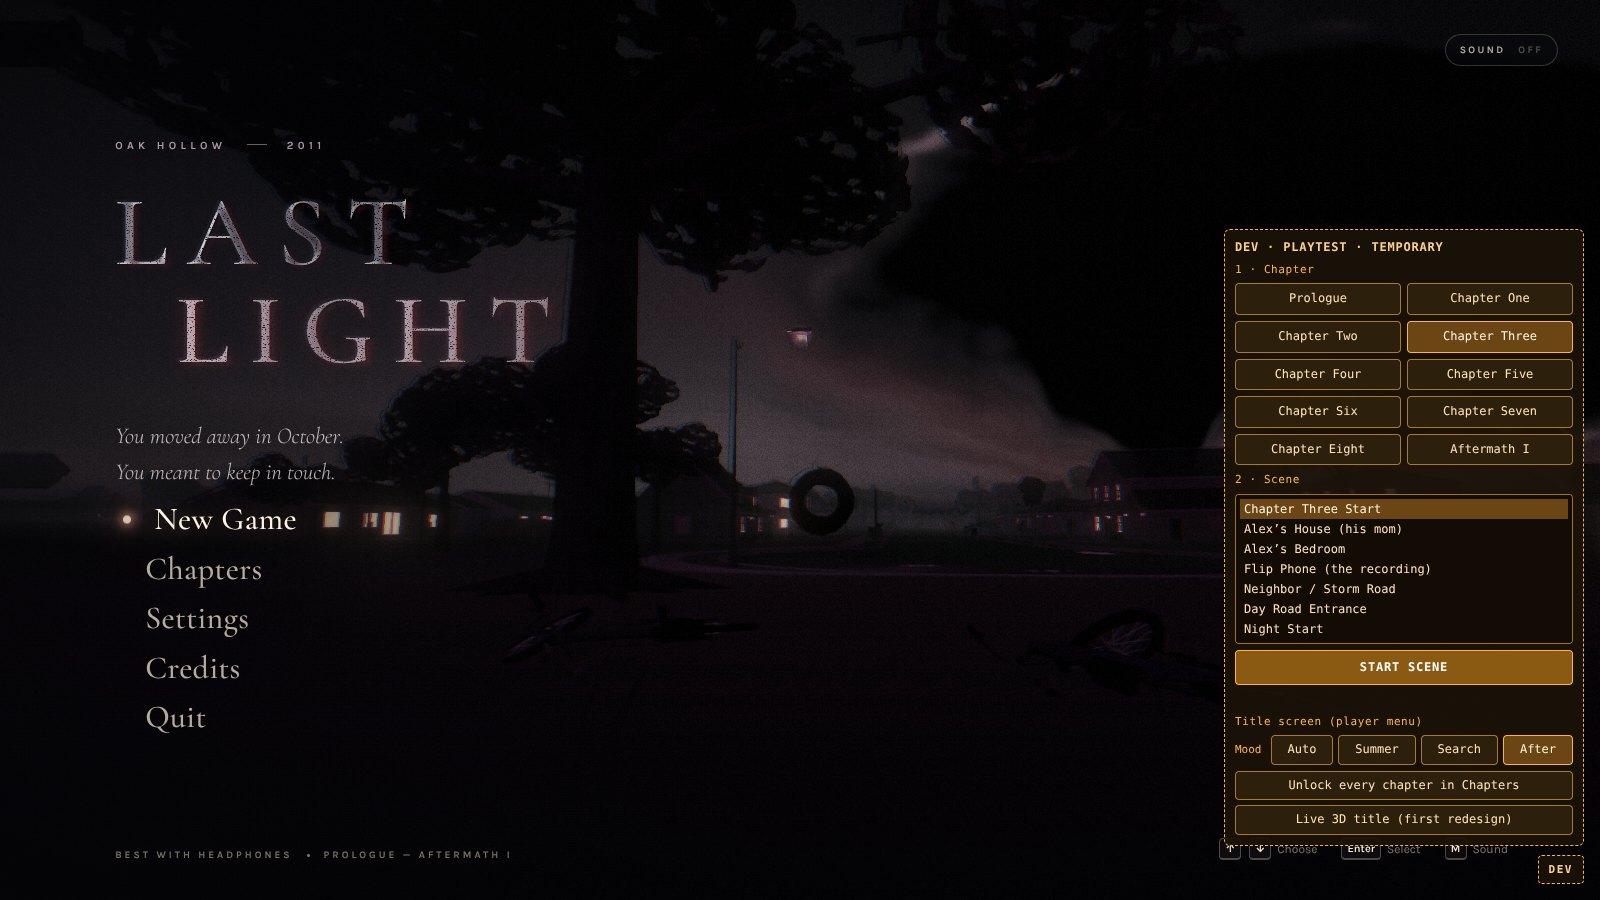 SOUND OFF
OAK HOLLOW — 2011
LAST
LIGHT
You moved away in October.
You meant to keep in touch.
New Game
Chapters
Settings
Credits
Quit
BEST WITH HEADPHONES • PROLOGUE — AFTERMATH I
DEV · PLAYTEST · TEMPORARY
1 · Chapter
Prologue Chapter One
Chapter Two Chapter Three
Chapter Four Chapter Five
Chapter Six Chapter Seven
Chapter Eight Aftermath I
2 · Scene
Chapter Three Start
Alex’s House (his mom)
Alex’s Bedroom
Flip Phone (the recording)
Neighbor / Storm Road
Day Road Entrance
Night Start
START SCENE
Title screen (player menu)
Mood Auto Summer Search After
Unlock every chapter in Chapters
Live 3D title (first redesign)
↑ ↓ Choose Enter Select M Sound
DEV